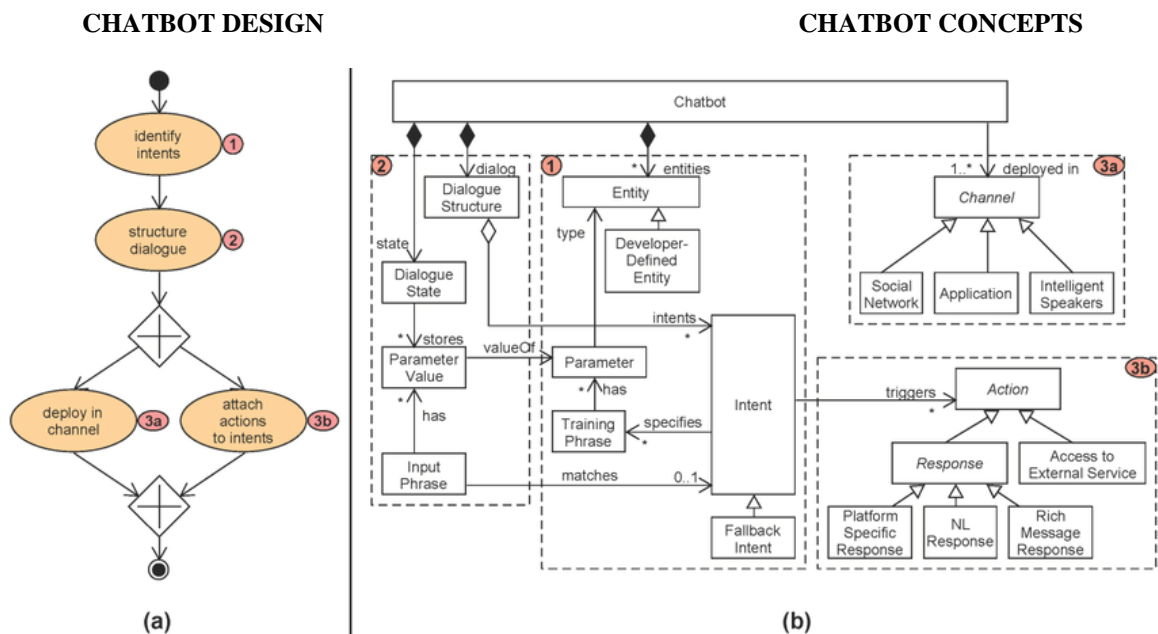 CHATBOT DESIGN
CHATBOT CONCEPTS
identify
intents
1
structure
dialogue
2
deploy in
channel
3a
attach
actions
to intents
3b
(a)
Chatbot
2
dialog
Dialogue
Structure
state
Dialogue
State
*
stores
Parameter
Value
valueOf
*
has
Input
Phrase
matches
0..1
1
*
entities
Entity
type
Developer-
Defined
Entity
intents
*
Parameter
*
has
Training
Phrase
specifies
*
Intent
Fallback
Intent
1..*
deployed in
3a
Channel
Social
Network
Application
Intelligent
Speakers
3b
triggers
*
Action
Response
Access to
External Service
Platform
Specific
Response
NL
Response
Rich
Message
Response
(b)